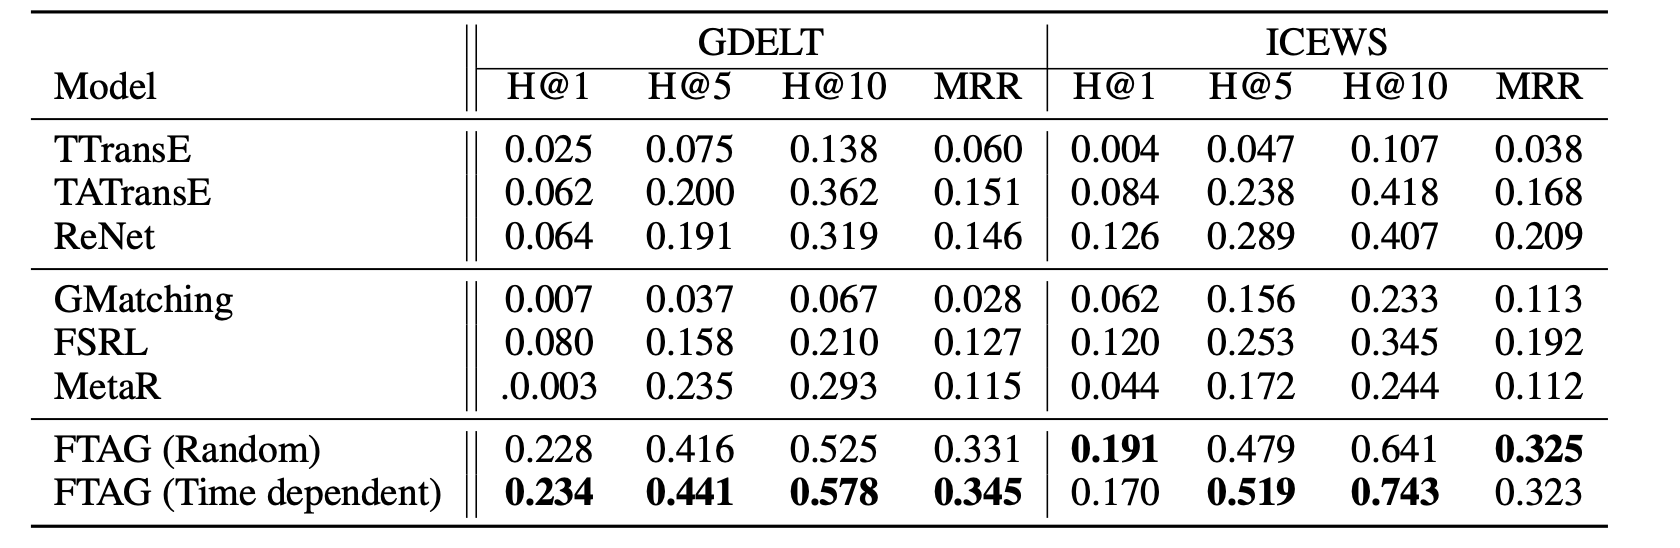 GDELT ICEWS
Model H@1 H@5 H@10 MRR H@1 H@5 H@10 MRR
TTransE 0.025 0.075 0.138 0.060 0.004 0.047 0.107 0.038
TATransE 0.062 0.200 0.362 0.151 0.084 0.238 0.418 0.168
ReNet 0.064 0.191 0.319 0.146 0.126 0.289 0.407 0.209
GMatching 0.007 0.037 0.067 0.028 0.062 0.156 0.233 0.113
FSRL 0.080 0.158 0.210 0.127 0.120 0.253 0.345 0.192
MetaR .0.003 0.235 0.293 0.115 0.044 0.172 0.244 0.112
FTAG (Random) 0.228 0.416 0.525 0.331 0.191 0.479 0.641 0.325
FTAG (Time dependent) 0.234 0.441 0.578 0.345 0.170 0.519 0.743 0.323